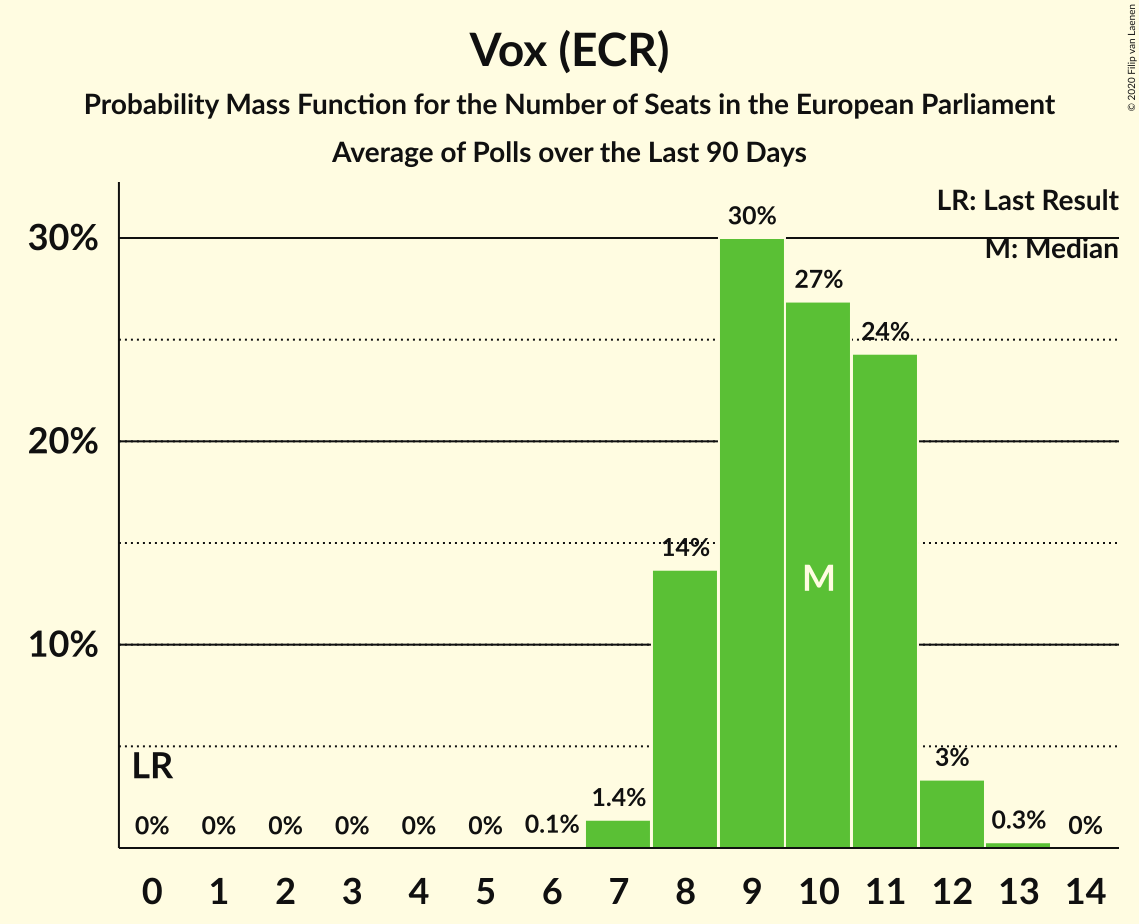 Vox (ECR)
Probability Mass Function for the Number of Seats in the European Parliament
Average of Polls over the Last 90 Days
© 2020 Filip van Laenen
LR: Last Result
M: Median
30%
20%
10%
30%
27%
24%
14%
M
LR
0%
0%
0%
0%
0%
0%
0.1%
1.4%
3%
0.3%
0%
0 1 2 3 4 5 6 7 8 9 10 11 12 13 14